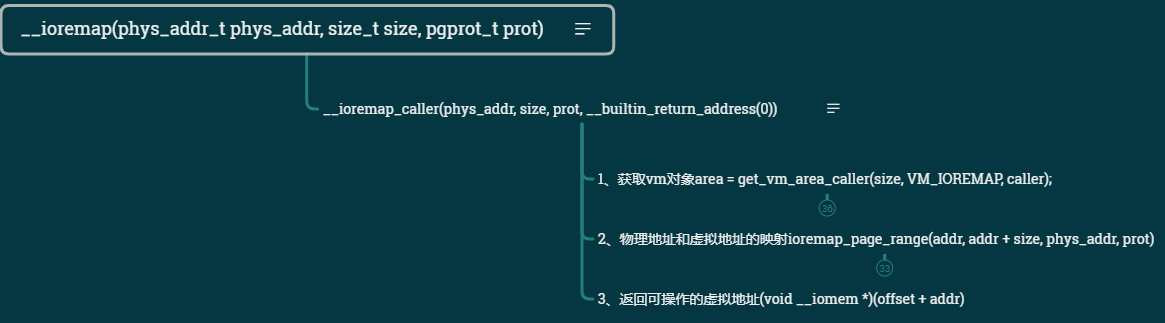 __ioremap(phys_addr_t phys_addr, size_t size, pgprot_t prot)
__ioremap_caller(phys_addr, size, prot, __builtin_return_address(0))
1、获取vm对象area = get_vm_area_caller(size, VM_IOREMAP, caller);
36
2、物理地址和虚拟地址的映射ioremap_page_range(addr, addr + size, phys_addr, prot)
33
3、返回可操作的虚拟地址(void __iomem *)(offset + addr)